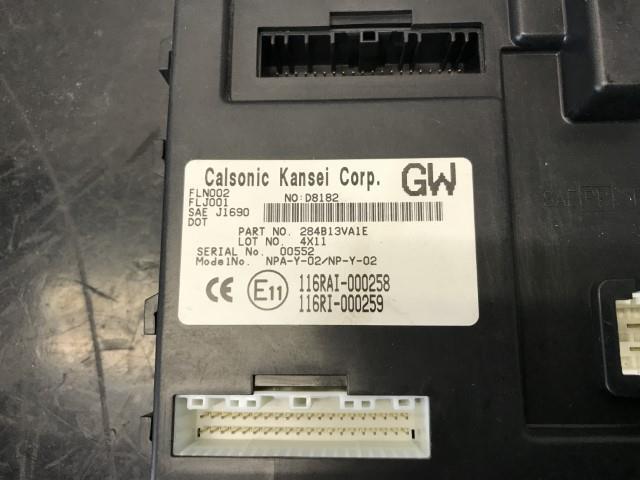 Calsonic Kansei Corp. GW
FLN002
FLJ001 NO:D8182
SAE J1690
DOT
PART NO. 284B13VA1E
LOT NO. 4X11
SERIAL No. 00552
ModelNo. NPA-Y-02/NP-Y-02
CE E11 116RAI-000258
116RI-000259